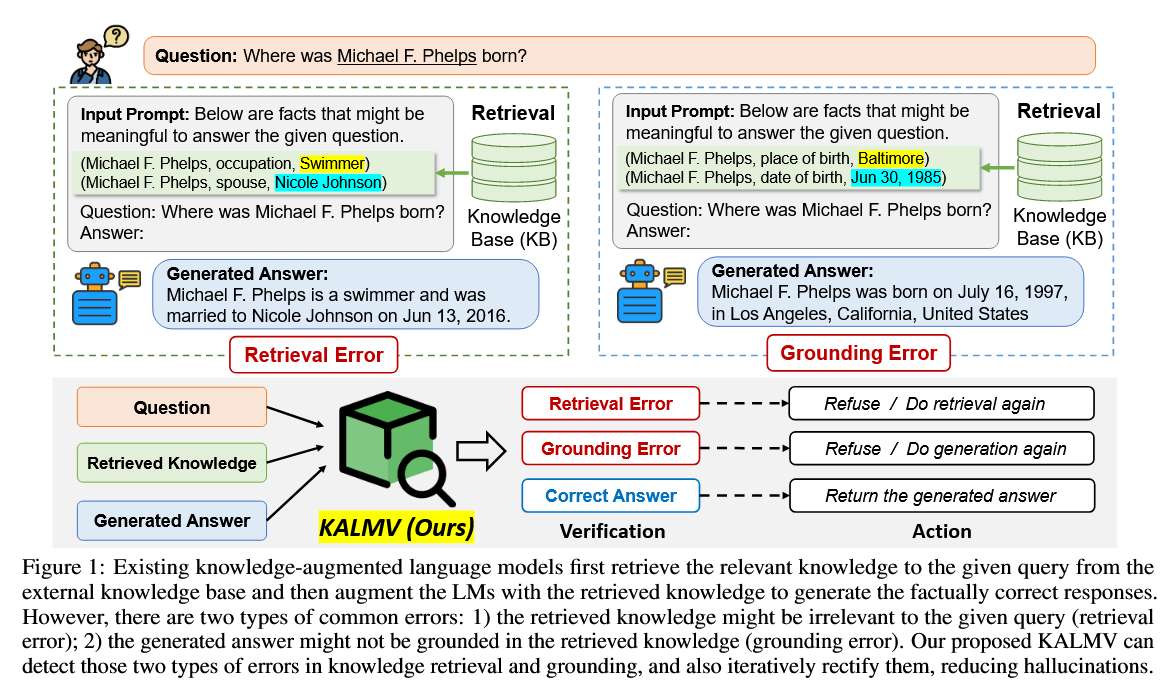 Question: Where was Michael F. Phelps born?
Input Prompt: Below are facts that might be
meaningful to answer the given question.
(Michael F. Phelps, occupation, Swimmer)
(Michael F. Phelps, spouse, Nicole Johnson)
Question: Where was Michael F. Phelps born?
Answer:
Retrieval
Knowledge
Base (KB)
Generated Answer:
Michael F. Phelps is a swimmer and was
married to Nicole Johnson on Jun 13, 2016.
Retrieval Error
Input Prompt: Below are facts that might be
meaningful to answer the given question.
(Michael F. Phelps, place of birth, Baltimore)
(Michael F. Phelps, date of birth, Jun 30, 1985)
Question: Where was Michael F. Phelps born?
Answer:
Retrieval
Knowledge
Base (KB)
Generated Answer:
Michael F. Phelps was born on July 16, 1997,
in Los Angeles, California, United States
Grounding Error
Question
Retrieved Knowledge
Generated Answer
KALMV (Ours)
Retrieval Error
Refuse / Do retrieval again
Grounding Error
Refuse / Do generation again
Correct Answer
Return the generated answer
Verification
Action
Figure 1: Existing knowledge-augmented language models first retrieve the relevant knowledge to the given query from the
external knowledge base and then augment the LMs with the retrieved knowledge to generate the factually correct responses.
However, there are two types of common errors: 1) the retrieved knowledge might be irrelevant to the given query (retrieval
error); 2) the generated answer might not be grounded in the retrieved knowledge (grounding error). Our proposed KALMV can
detect those two types of errors in knowledge retrieval and grounding, and also iteratively rectify them, reducing hallucinations.